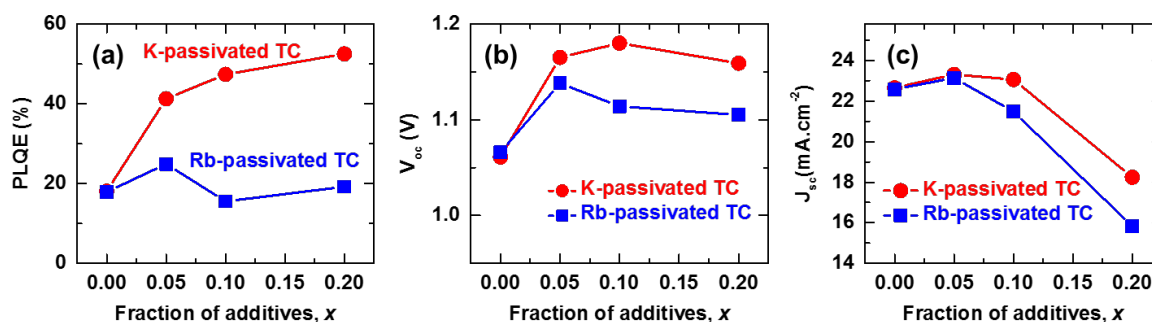 (a)
K-passivated TC
Rb-passivated TC
PLQE (%)
60
40
20
0
0.00 0.05 0.10 0.15 0.20
Fraction of additives, x
(b)
K-passivated TC
Rb-passivated TC
Voc (V)
1.2
1.1
1.0
0.00 0.05 0.10 0.15 0.20
Fraction of additives, x
(c)
K-passivated TC
Rb-passivated TC
Jsc(mA.cm-2)
24
22
20
18
16
14
0.00 0.05 0.10 0.15 0.20
Fraction of additives, x